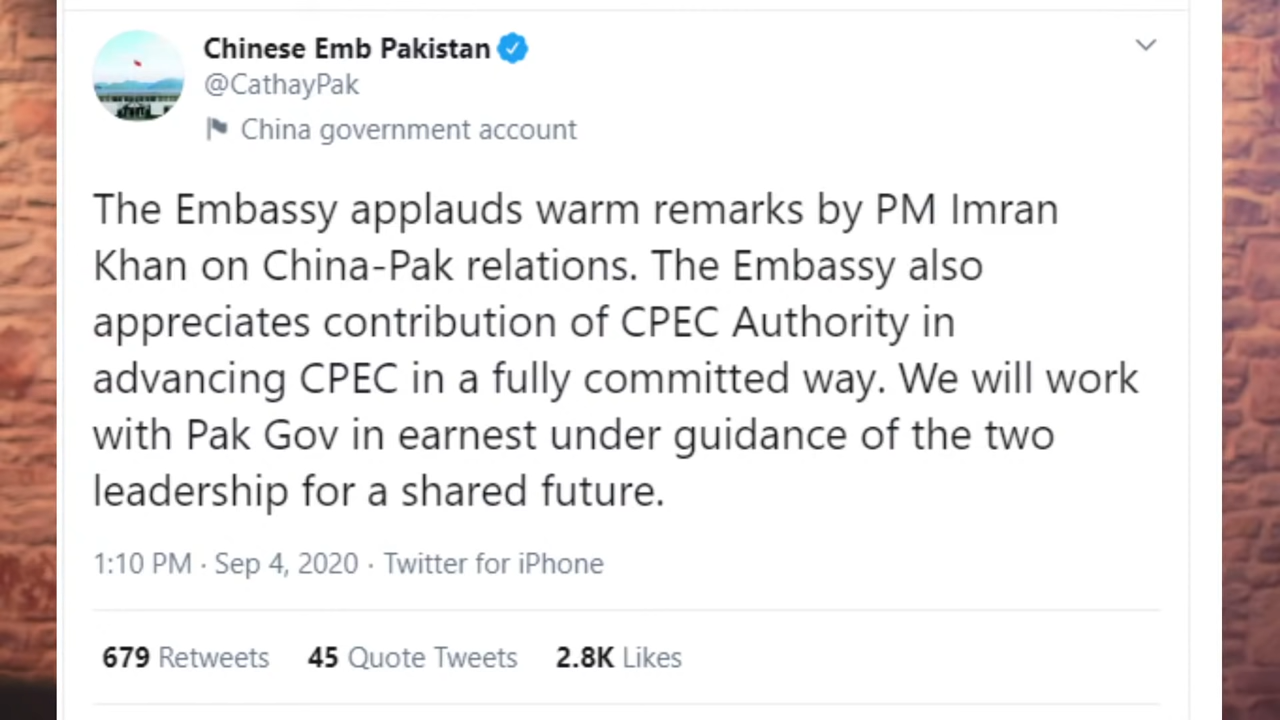 Chinese Emb Pakistan
@CathayPak
China government account
The Embassy applauds warm remarks by PM Imran
Khan on China-Pak relations. The Embassy also
appreciates contribution of CPEC Authority in
advancing CPEC in a fully committed way. We will work
with Pak Gov in earnest under guidance of the two
leadership for a shared future.
1:10 PM · Sep 4, 2020 · Twitter for iPhone
679 Retweets 45 Quote Tweets 2.8K Likes